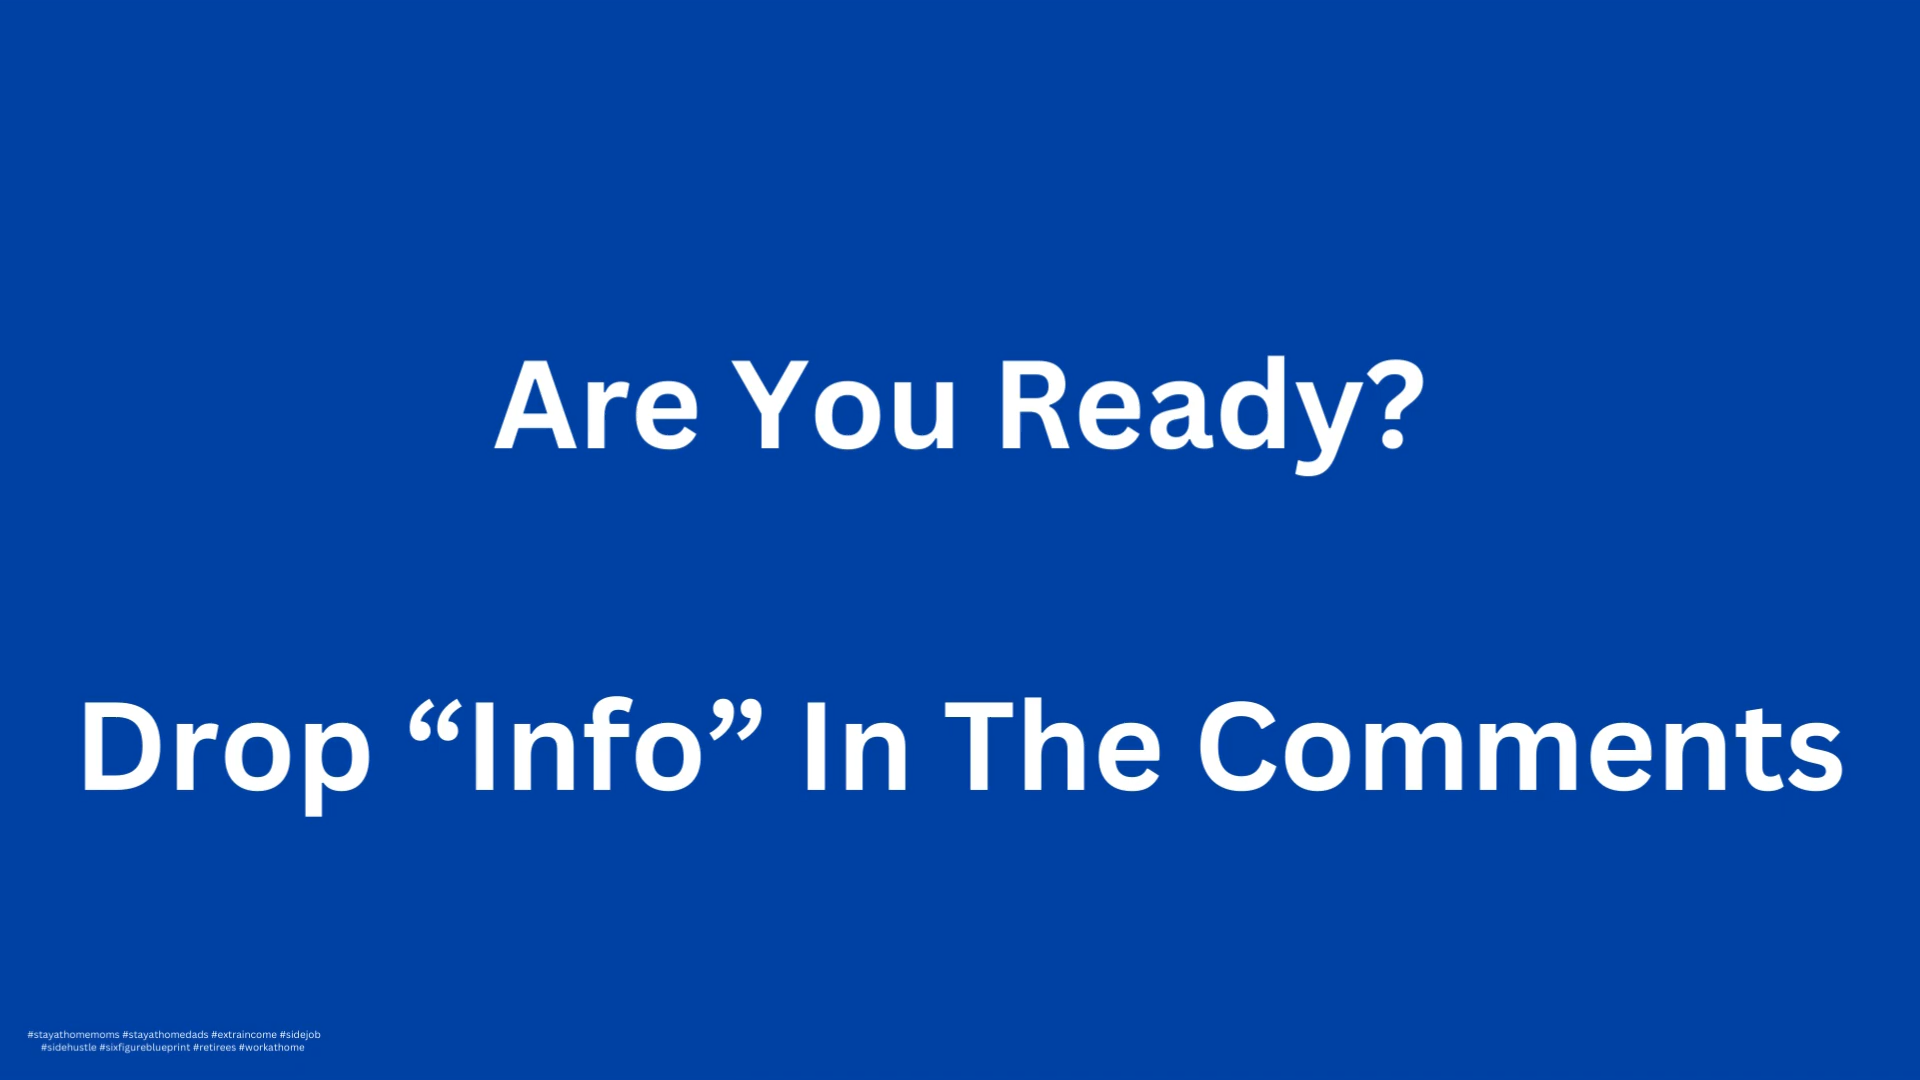 Are You Ready?
Drop “Info” In The Comments
#stayathomemoms #stayathomedads #extraincome #sidejob
#sidehustle #sixfigureblueprint #retirees #workathome